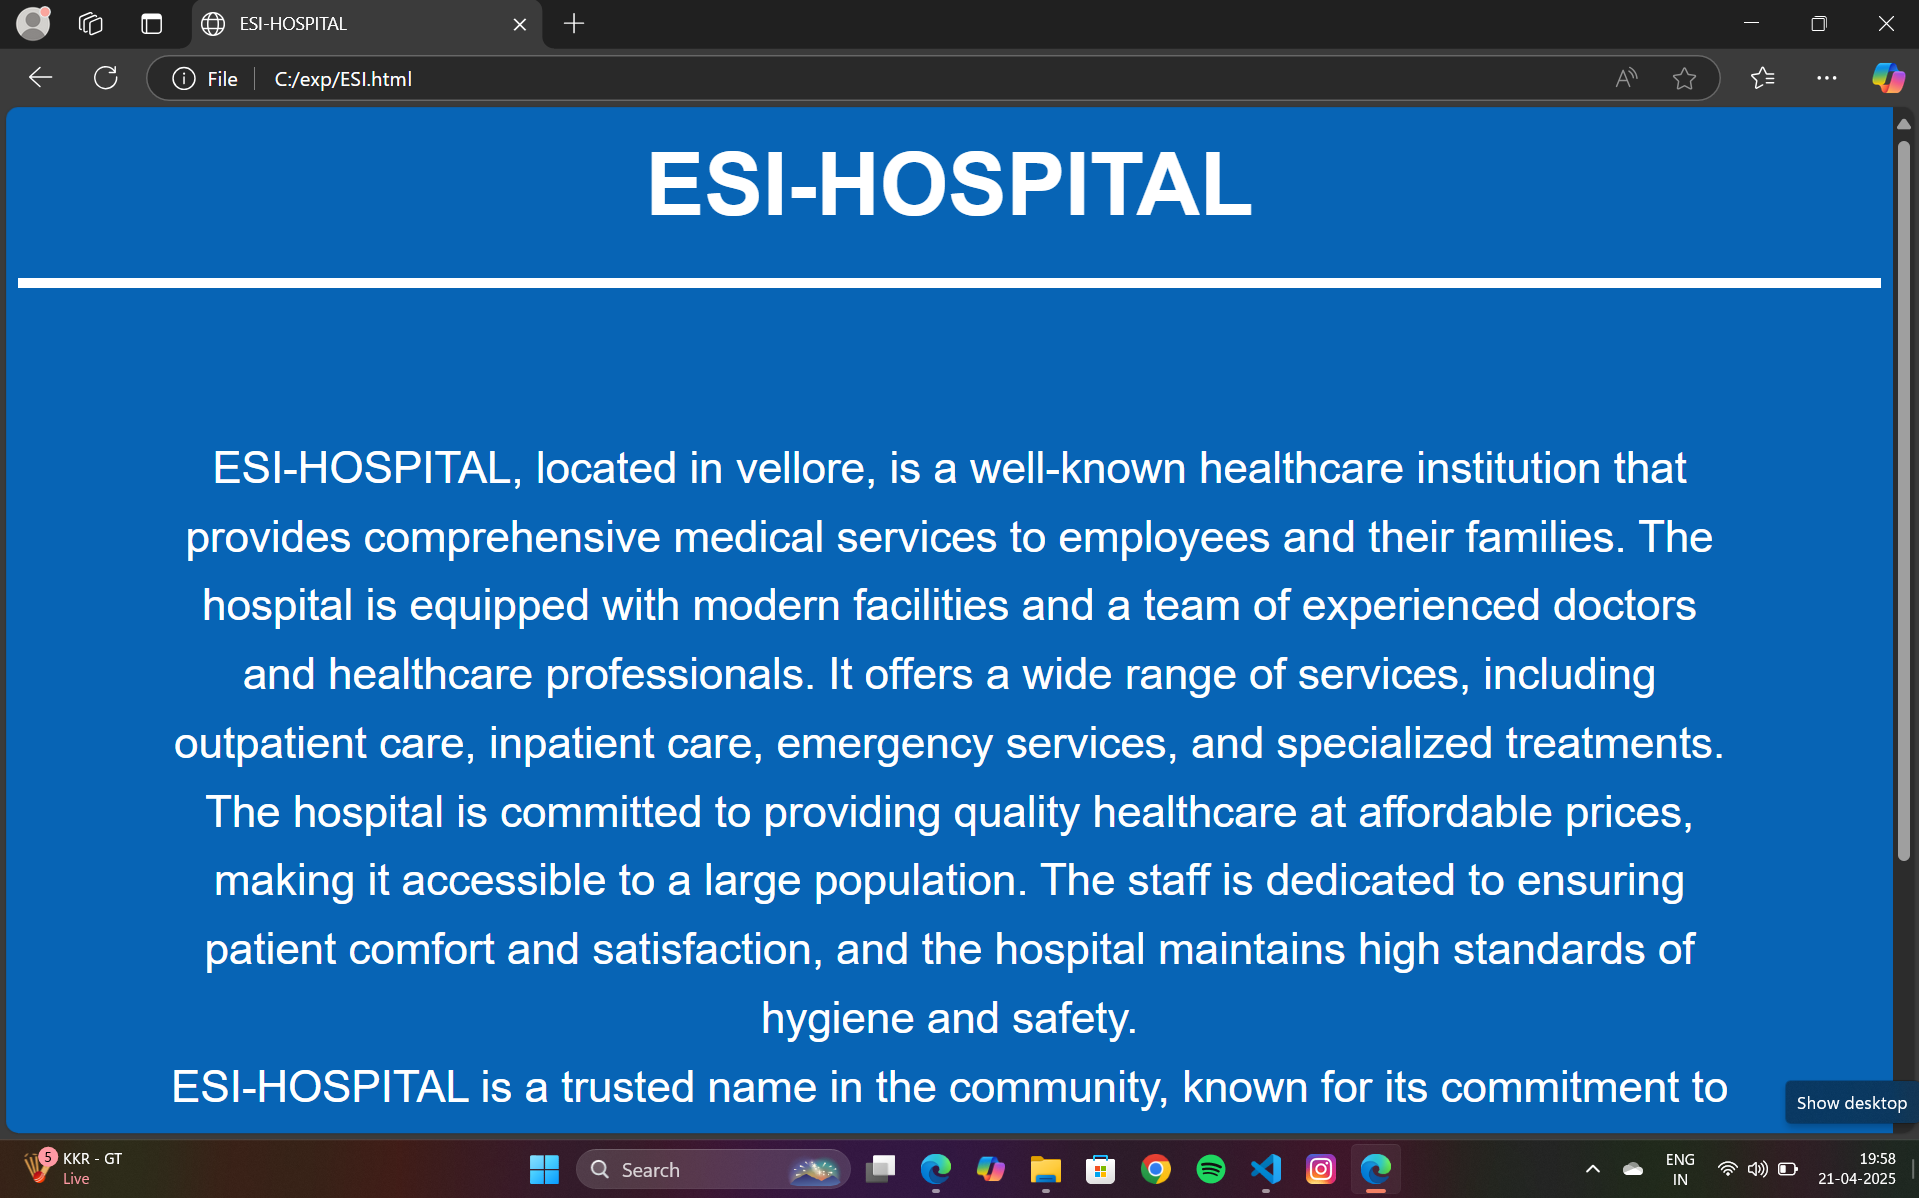 ESI-HOSPITAL
File
C:/exp/ESI.html
ESI-HOSPITAL
ESI-HOSPITAL, located in vellore, is a well-known healthcare institution that
provides comprehensive medical services to employees and their families. The
hospital is equipped with modern facilities and a team of experienced doctors
and healthcare professionals. It offers a wide range of services, including
outpatient care, inpatient care, emergency services, and specialized treatments.
The hospital is committed to providing quality healthcare at affordable prices,
making it accessible to a large population. The staff is dedicated to ensuring
patient comfort and satisfaction, and the hospital maintains high standards of
hygiene and safety.
ESI-HOSPITAL is a trusted name in the community, known for its commitment to
Show desktop
5
KKR - GT
Live
Search
ENG
IN
19:58
21-04-2025